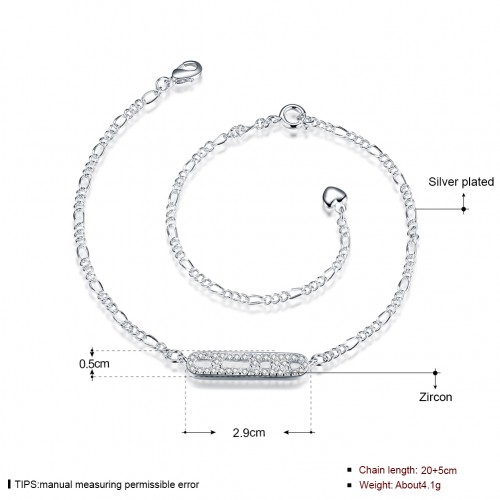 Silver plated
0.5cm
Zircon
2.9cm
Chain length: 20+5cm
TIPS:manual measuring permissible error
Weight: About4.1g